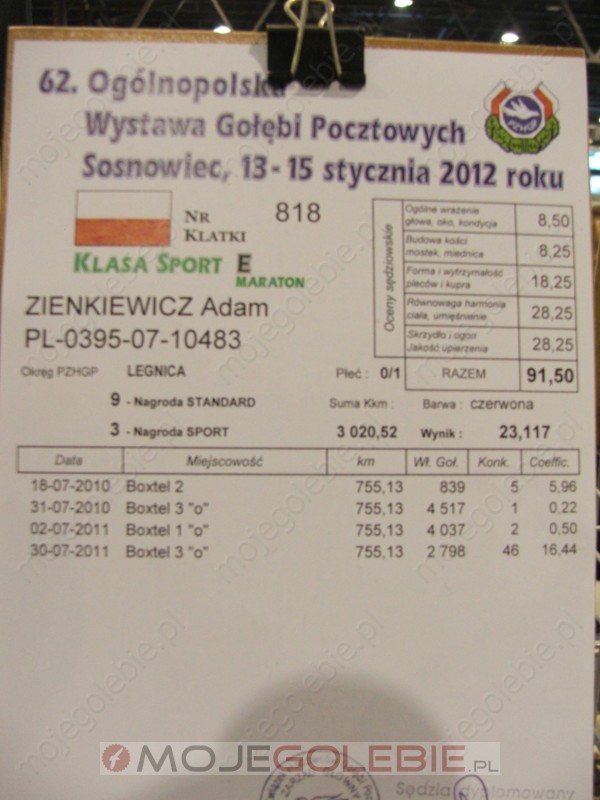 62. Ogólnopolska
Wystawa Gołębi Pocztowych
Sosnowiec, 13-15 stycznia 2012 roku
PZHGP
NR KLATKI 818
KLASA SPORT E
MARATON
ZIENKIEWICZ Adam
PL-0395-07-10483
Oceny sędziowskie
Ogólne wrażenie głowa, oko, kondycja 8,50
Budowa kości mostek, miednica 8,25
Forma i wytrzymałość pleców i kupra 18,25
Równowaga harmonia ciała, umięśnienie 28,25
Skrzydło i ogon Jakość upierzenia 28,25
RAZEM 91,50
Okręg PZHGP LEGNICA Płeć : 0/1
9 - Nagroda STANDARD Suma Kkm : Barwa : czerwona
3 - Nagroda SPORT 3 020,52 Wynik : 23,117
Data Miejscowość km Wł. Goł. Konk. Coeffic.
18-07-2010 Boxtel 2 755,13 839 5 5,96
31-07-2010 Boxtel 3 "o" 755,13 4 517 1 0,22
02-07-2011 Boxtel 1 "o" 755,13 4 037 2 0,50
30-07-2011 Boxtel 3 "o" 755,13 2 798 46 16,44
MOJEGOLEBIE.PL
ZARZĄD GŁÓWNY
Sędzia dyplomowany